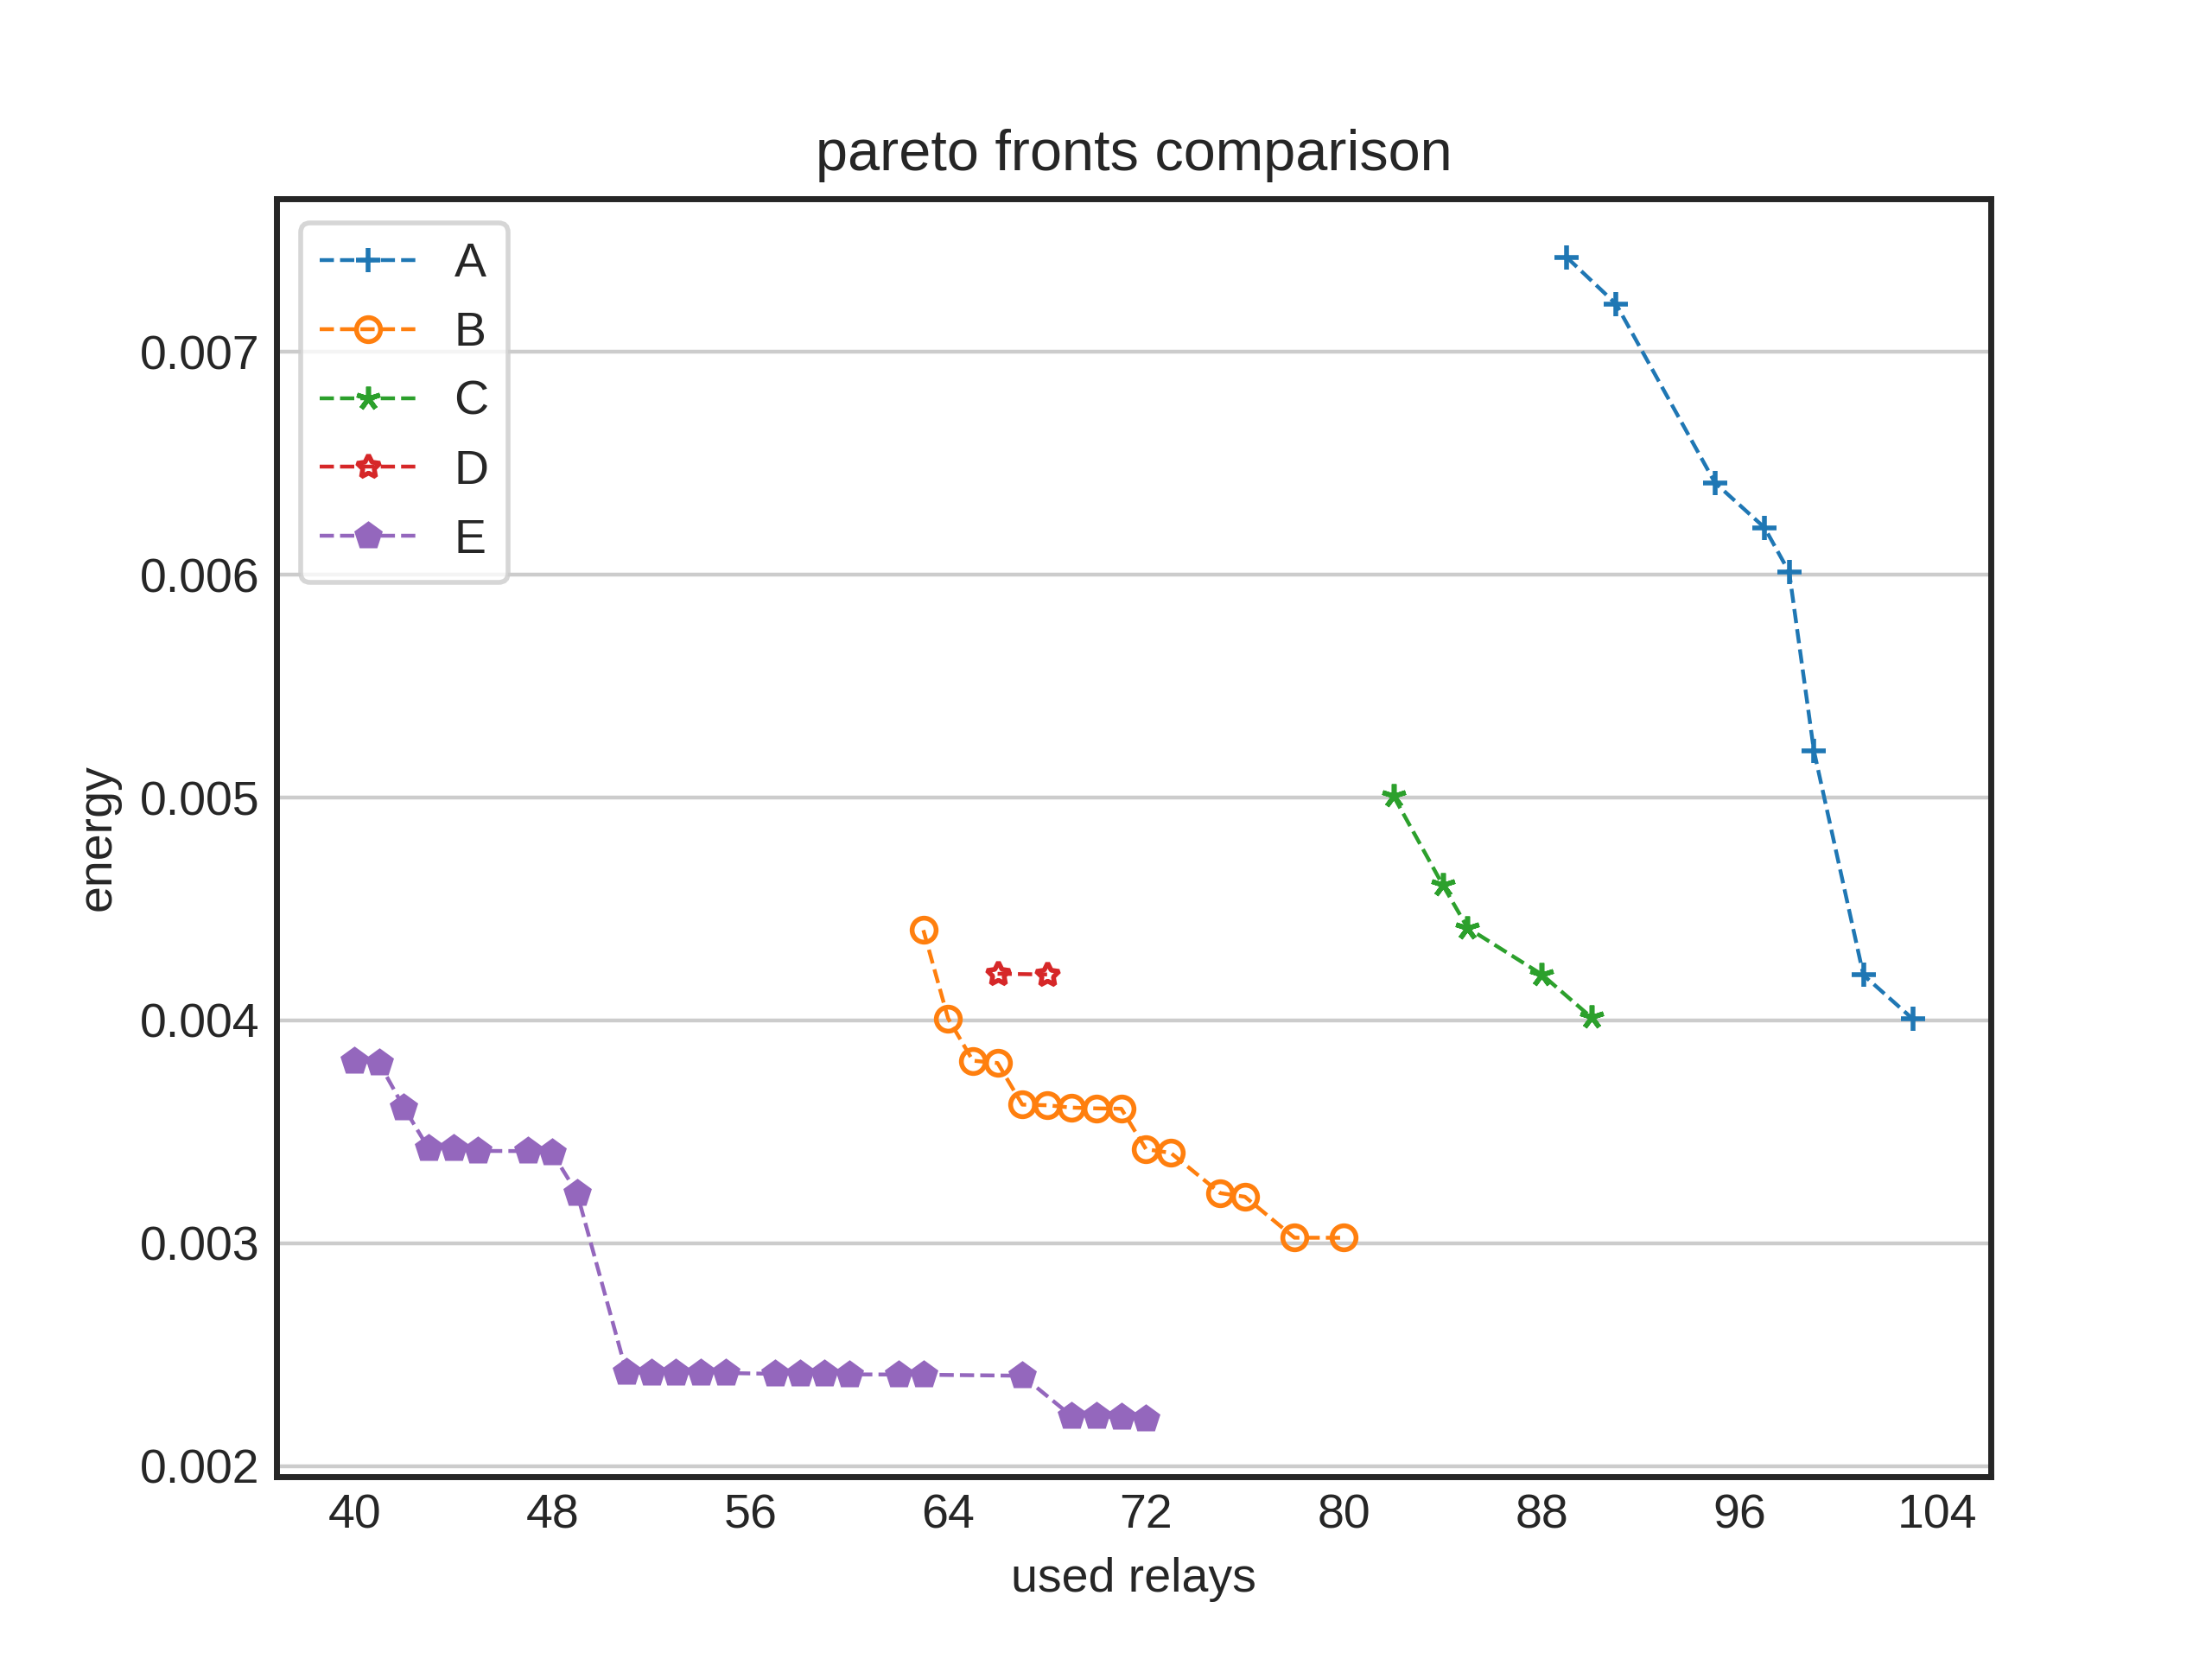 pareto fronts comparison
A
B
C
D
E
0.007
0.006
0.005
0.004
0.003
0.002
energy
40 48 56 64 72 80 88 96 104
used relays